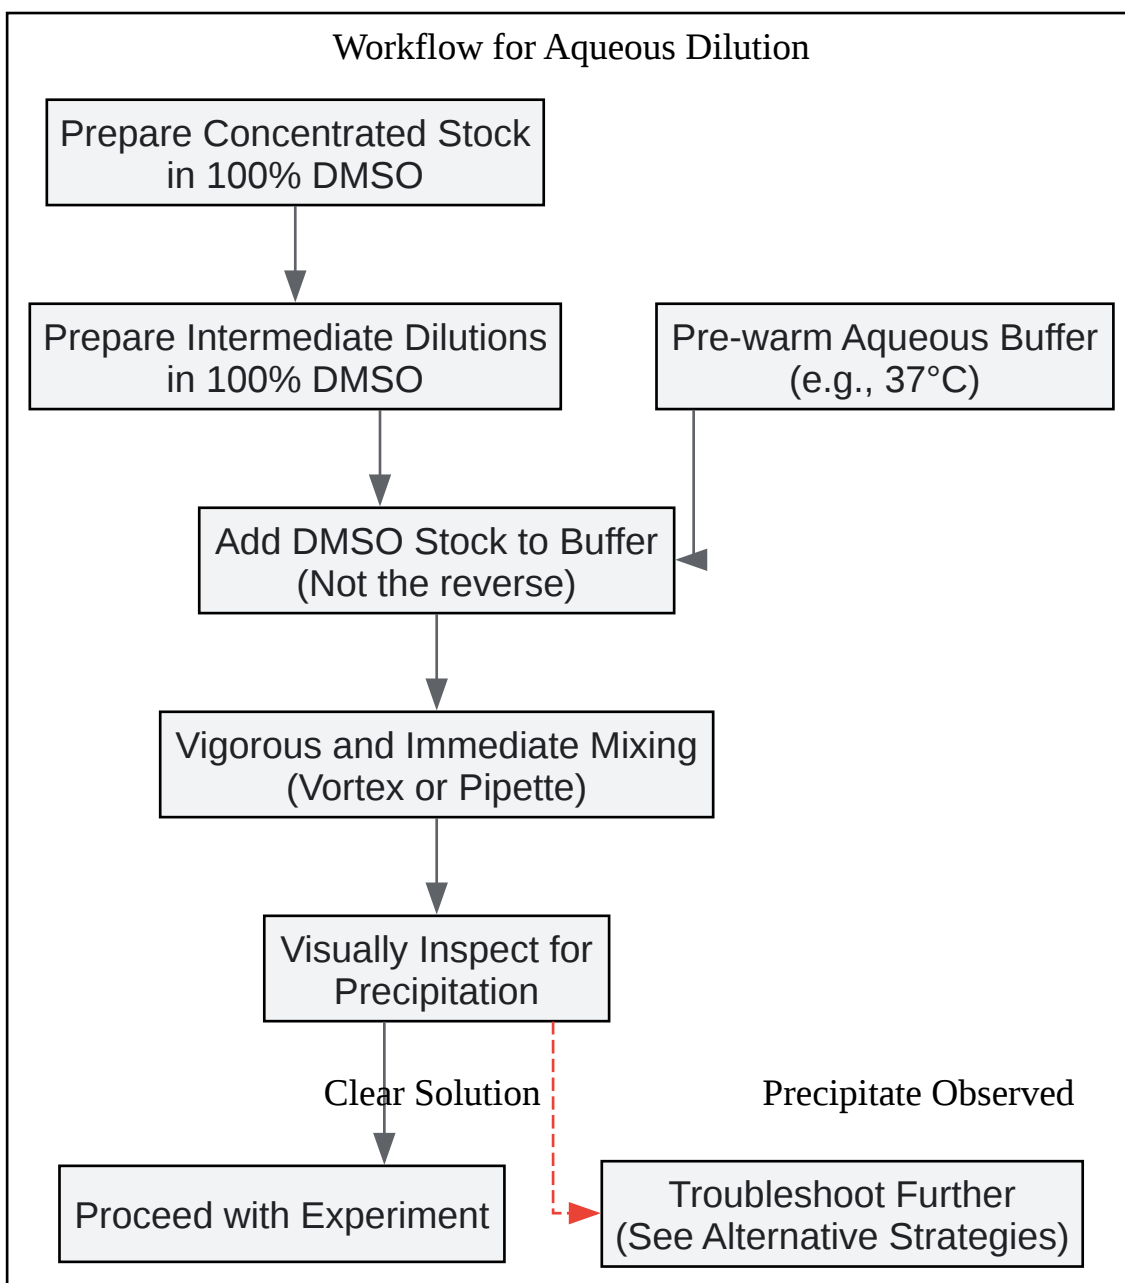 Workflow for Aqueous Dilution
Prepare Concentrated Stock
in 100% DMSO
Prepare Intermediate Dilutions
in 100% DMSO
Pre-warm Aqueous Buffer
(e.g., 37°C)
Add DMSO Stock to Buffer
(Not the reverse)
Vigorous and Immediate Mixing
(Vortex or Pipette)
Visually Inspect for
Precipitation
Clear Solution
Precipitate Observed
Proceed with Experiment
Troubleshoot Further
(See Alternative Strategies)